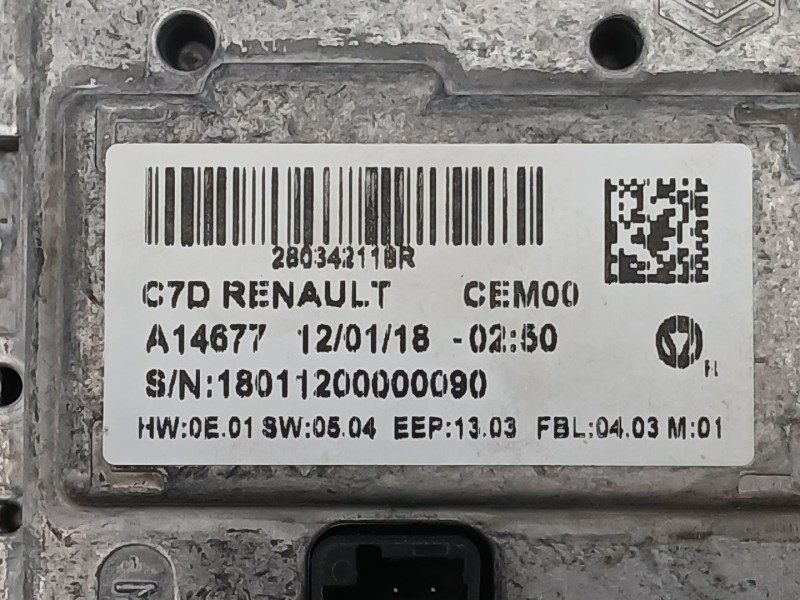 280342118R
C7D RENAULT CEM00
A14677 12/01/18 -02:50
S/N:18011200000090
HW:0E.01 SW:05.04 EEP:13.03 FBL:04.03 M:01